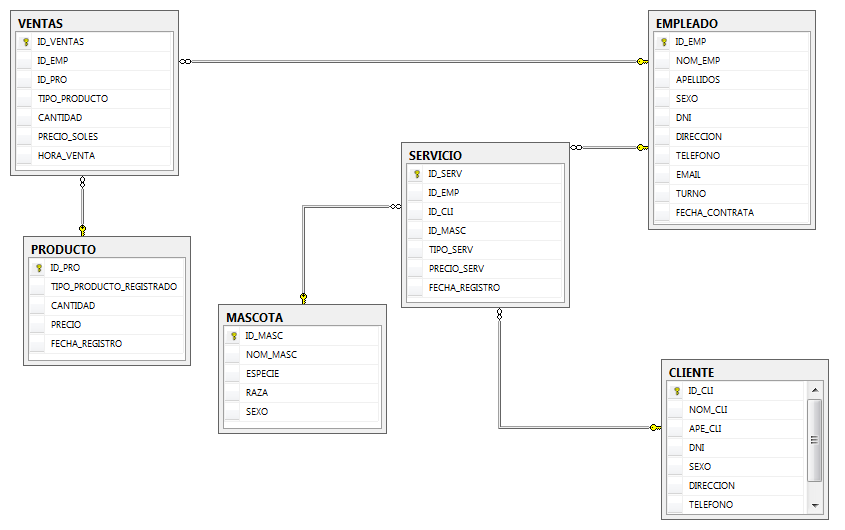 VENTAS
ID_VENTAS
ID_EMP
ID_PRO
TIPO_PRODUCTO
CANTIDAD
PRECIO_SOLES
HORA_VENTA
EMPLEADO
ID_EMP
NOM_EMP
APELLIDOS
SEXO
DNI
DIRECCION
TELEFONO
EMAIL
TURNO
FECHA_CONTRATA
SERVICIO
ID_SERV
ID_EMP
ID_CLI
ID_MASC
TIPO_SERV
PRECIO_SERV
FECHA_REGISTRO
PRODUCTO
ID_PRO
TIPO_PRODUCTO_REGISTRADO
CANTIDAD
PRECIO
FECHA_REGISTRO
MASCOTA
ID_MASC
NOM_MASC
ESPECIE
RAZA
SEXO
CLIENTE
ID_CLI
NOM_CLI
APE_CLI
DNI
SEXO
DIRECCION
TELEFONO